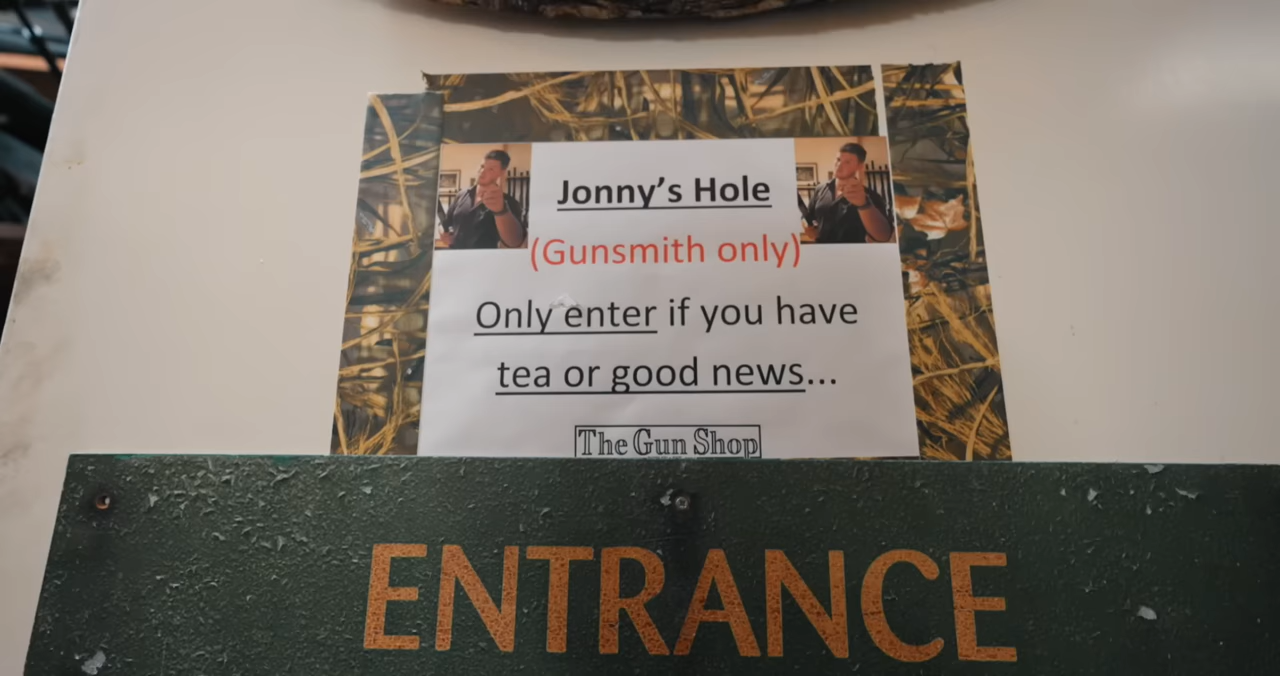 Jonny’s Hole
(Gunsmith only)
Only enter if you have
tea or good news...
The Gun Shop
ENTRANCE